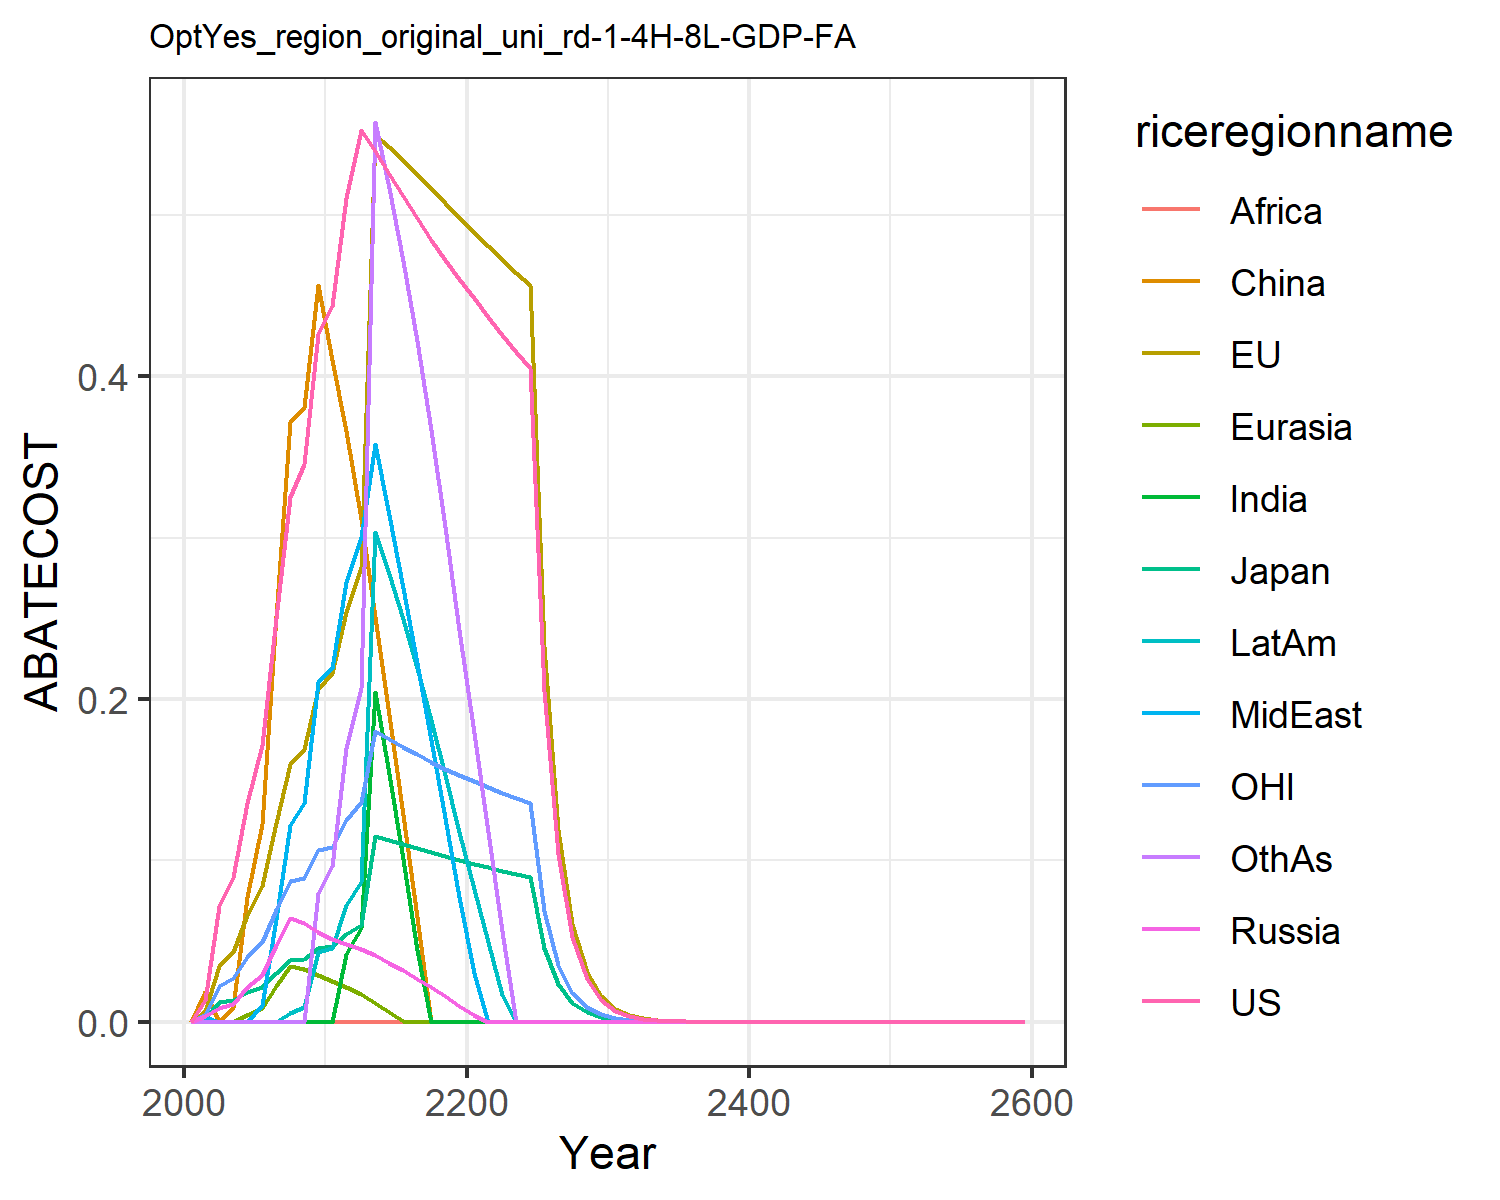 OptYes_region_original_uni_rd-1-4H-8L-GDP-FA
riceregionname
Africa
China
EU
Eurasia
India
Japan
LatAm
MidEast
OHI
OthAs
Russia
US
ABATECOST
0.4
0.2
0.0
2000
2200
2400
2600
Year